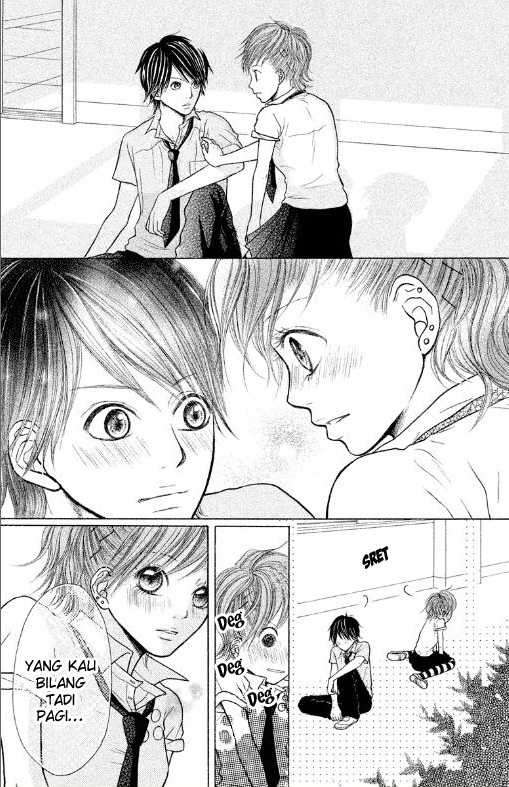 YANG KAU
BILANG
TADI
PAGI...
Deg
Deg
Deg
SRET